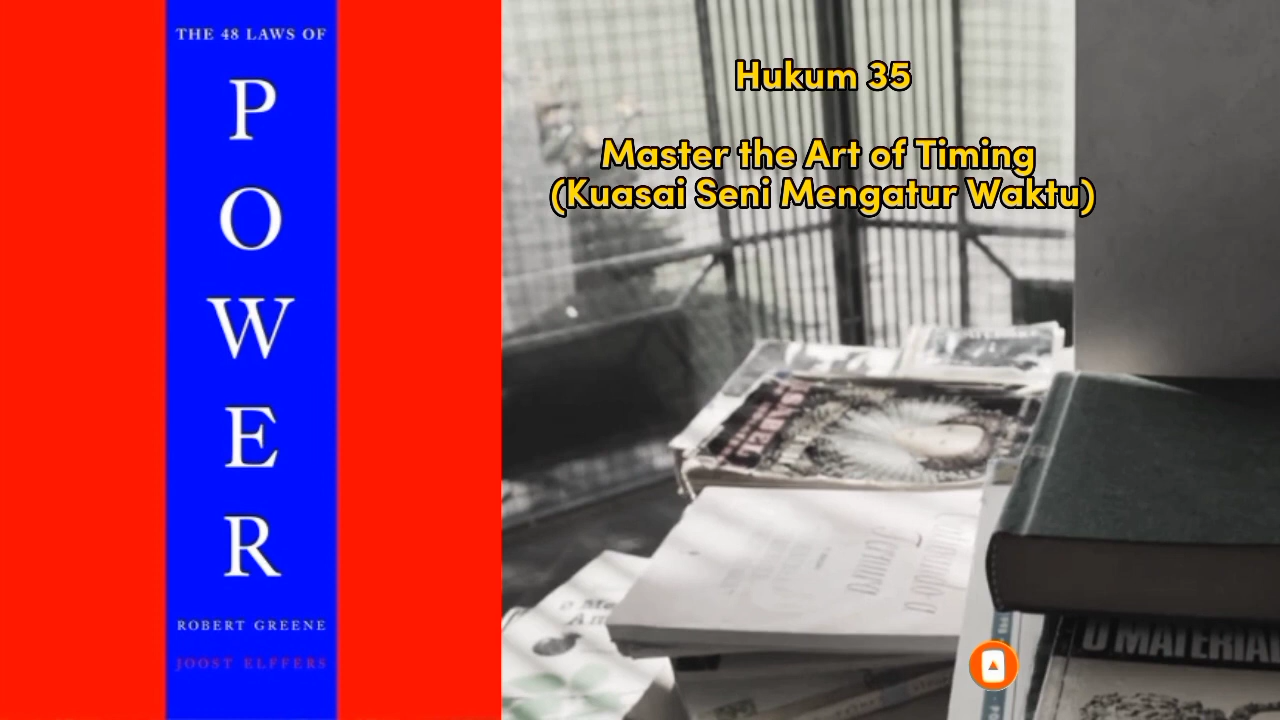 THE 48 LAWS OF
P
O
W
E
R
ROBERT GREENE
JOOST ELFFERS
Hukum 35
Master the Art of Timing
(Kuasai Seni Mengatur Waktu)
O MATERIAL